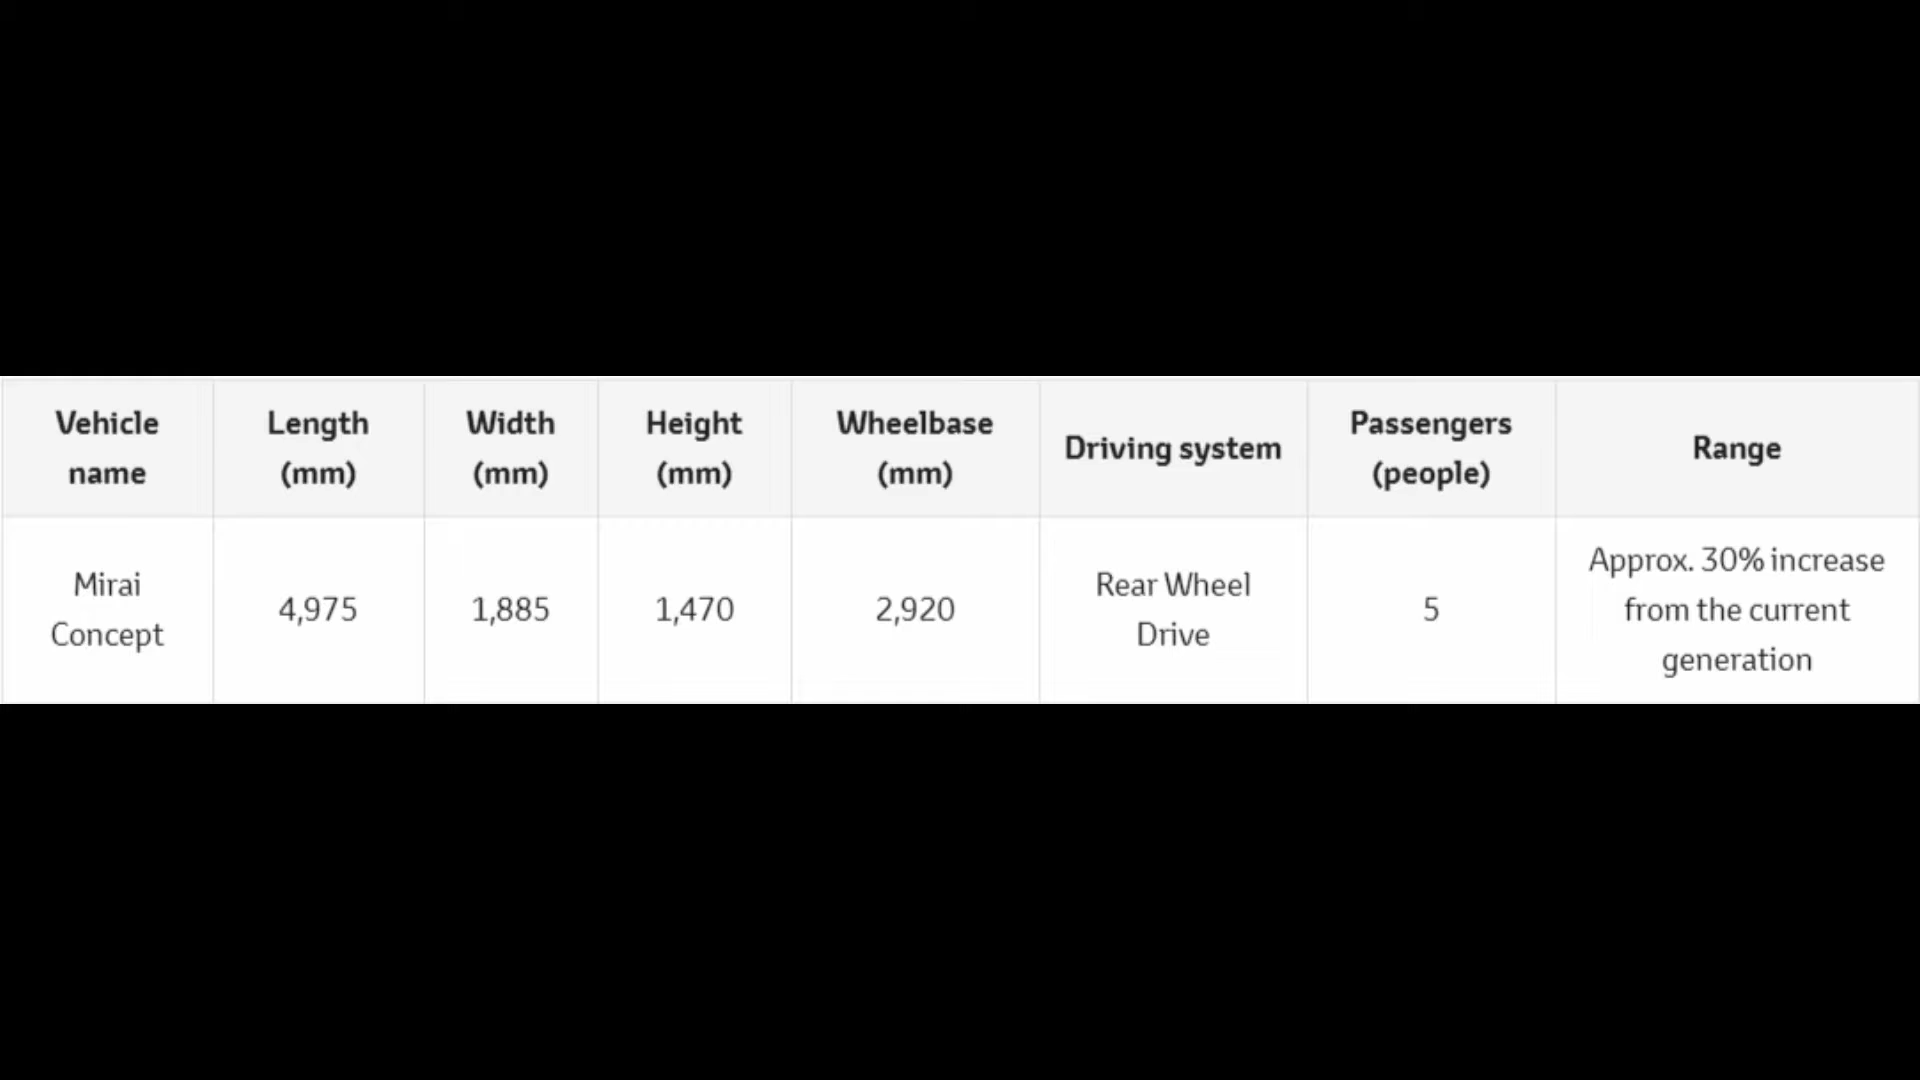 Vehicle name
Length (mm)
Width (mm)
Height (mm)
Wheelbase (mm)
Driving system
Passengers (people)
Range
Mirai Concept
4,975
1,885
1,470
2,920
Rear Wheel Drive
5
Approx. 30% increase
from the current
generation